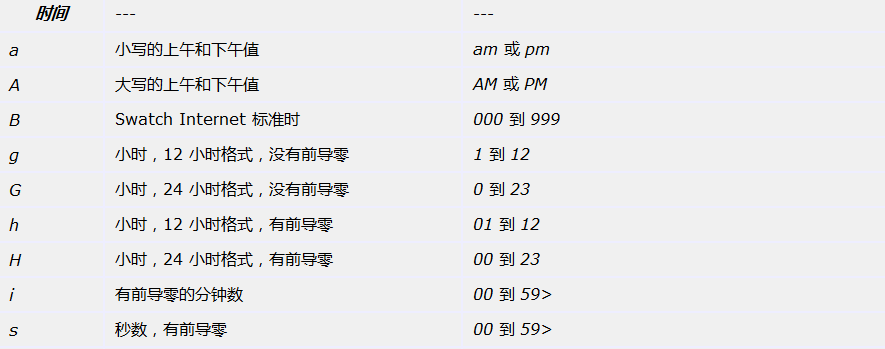 时间 --- ---
a 小写的上午和下午值 am 或 pm
A 大写的上午和下午值 AM 或 PM
B Swatch Internet 标准时 000 到 999
g 小时，12 小时格式，没有前导零 1 到 12
G 小时，24 小时格式，没有前导零 0 到 23
h 小时，12 小时格式，有前导零 01 到 12
H 小时，24 小时格式，有前导零 00 到 23
i 有前导零的分钟数 00 到 59>
s 秒数，有前导零 00 到 59>